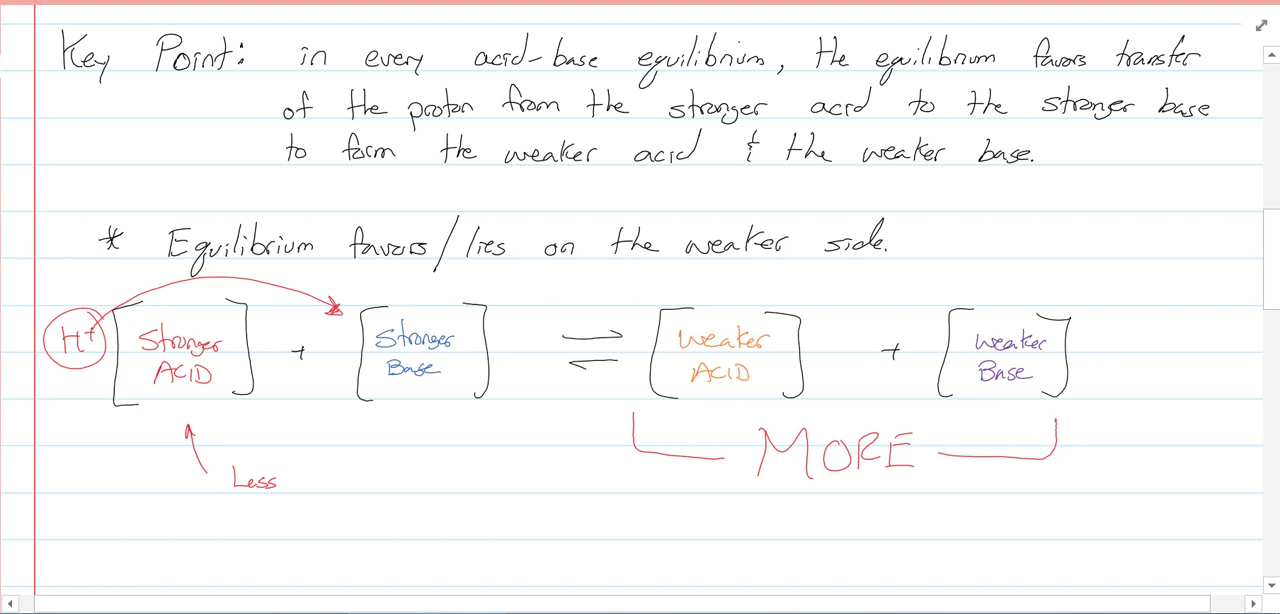 Key Point: in every acid-base equilibrium, the equilibrium favors transfer
of the proton from the stronger acid to the stronger base
to form the weaker acid & the weaker base.
* Equilibrium favors/lies on the weaker side.
H+ [Stronger ACID] + [Stronger Base] ⇌ [Weaker ACID] + [Weaker Base]
Less MORE